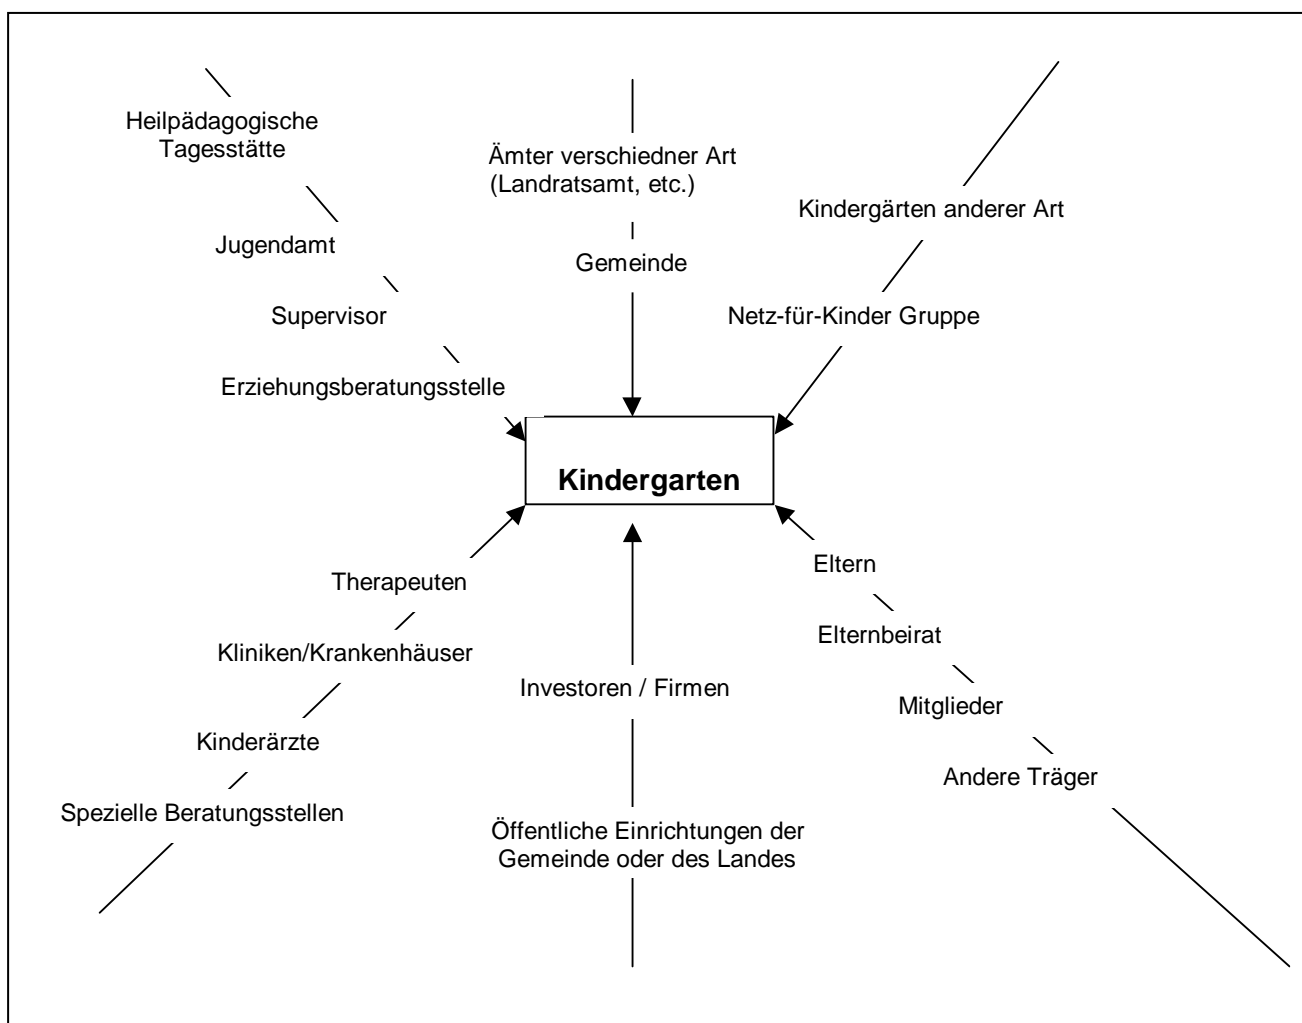 Heilpädagogische
Tagesstätte
Ämter verschiedner Art
(Landratsamt, etc.)
Kindergärten anderer Art
Jugendamt
Gemeinde
Supervisor
Netz-für-Kinder Gruppe
Erziehungsberatungsstelle
Kindergarten
Therapeuten
Eltern
Kliniken/Krankenhäuser
Elternbeirat
Investoren / Firmen
Mitglieder
Kinderärzte
Andere Träger
Spezielle Beratungsstellen
Öffentliche Einrichtungen der
Gemeinde oder des Landes